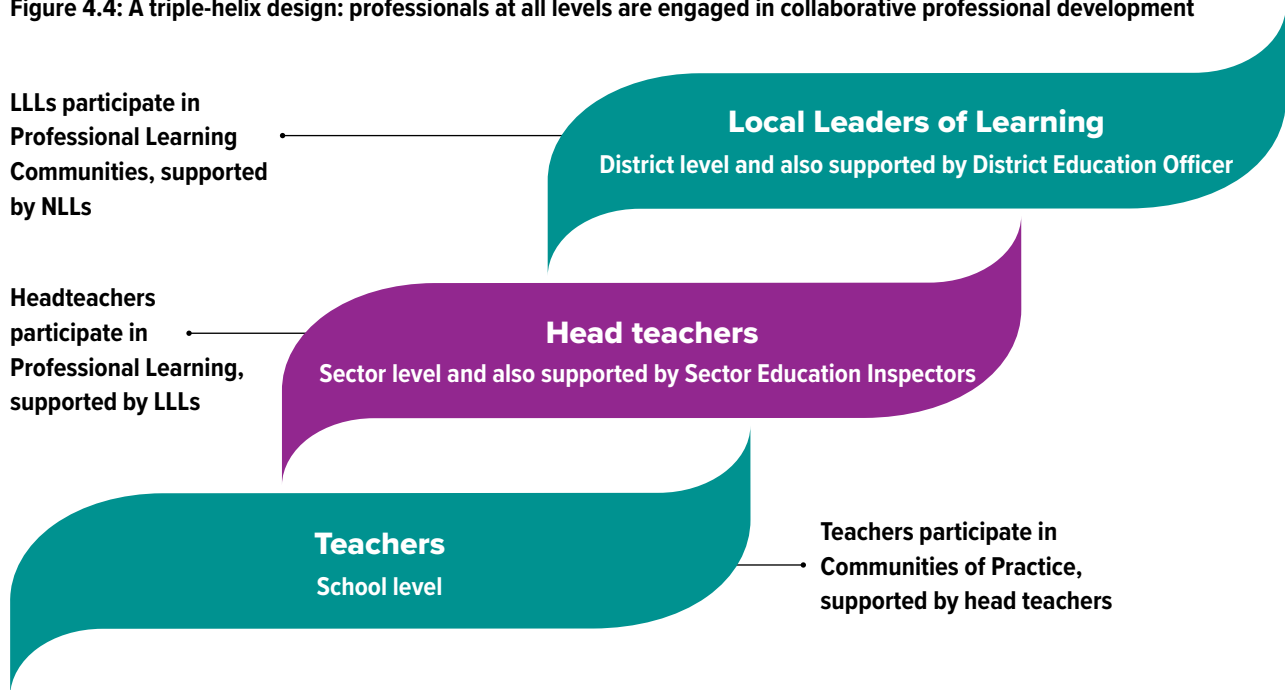 Figure 4.4: A triple-helix design: professionals at all levels are engaged in collaborative professional development
LLLs participate in
Professional Learning
Communities, supported
by NLLs
Local Leaders of Learning
District level and also supported by District Education Officer
Headteachers
participate in
Professional Learning,
supported by LLLs
Head teachers
Sector level and also supported by Sector Education Inspectors
Teachers
School level
Teachers participate in
Communities of Practice,
supported by head teachers